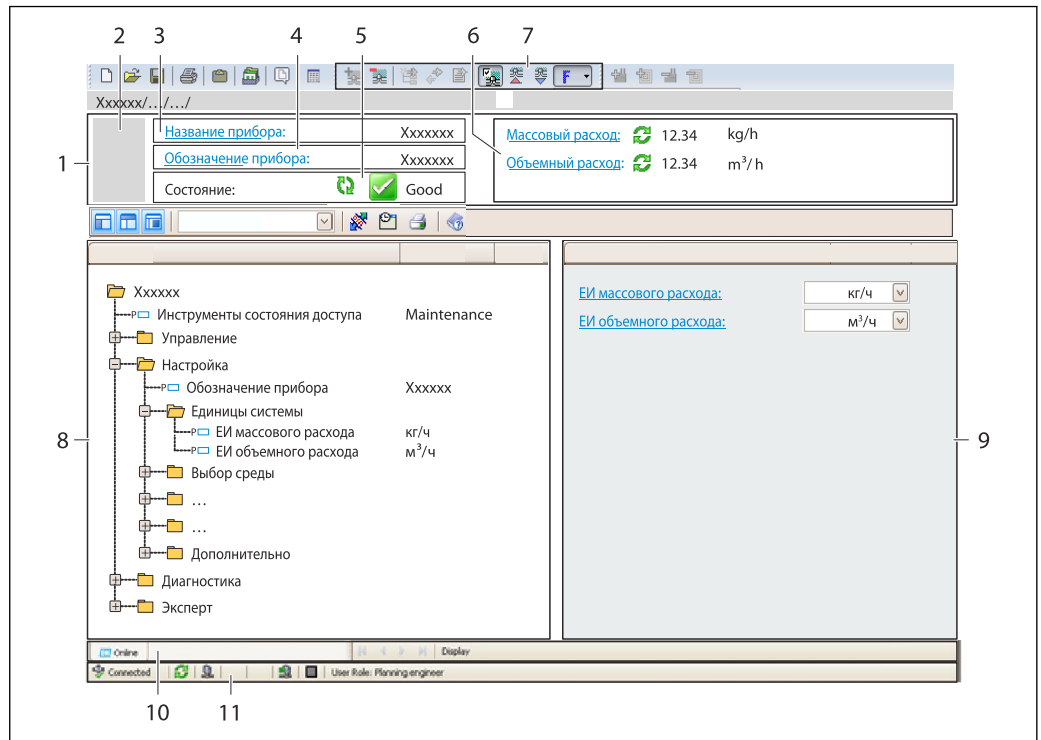 2 3 4 5 6 7
F
Xxxxxx/.../.../
1
Название прибора: Xxxxxxx
Обозначение прибора: Xxxxxxx
Состояние: Good
Массовый расход: 12.34 kg/h
Объемный расход: 12.34 m³/h
Xxxxxx
P Инструменты состояния доступа Maintenance
Управление
Настройка
P Обозначение прибора Xxxxxx
Единицы системы
P ЕИ массового расхода кг/ч
P ЕИ объемного расхода м³/ч
Выбор среды
...
...
Дополнительно
Диагностика
Эксперт
8
ЕИ массового расхода: кг/ч
ЕИ объемного расхода: м³/ч
9
Online Display
Connected User Role: Planning engineer
10 11